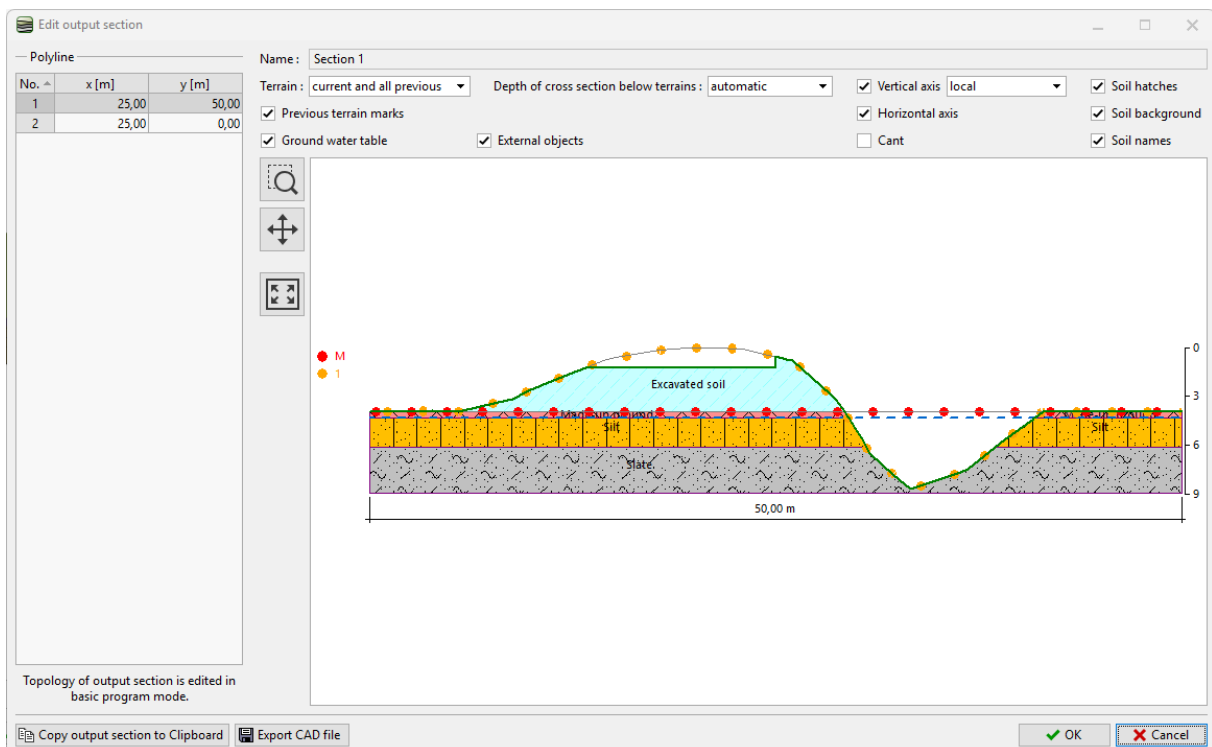 Edit output section
Polyline
No. x [m] y [m]
1 25,00 50,00
2 25,00 0,00
Topology of output section is edited in
basic program mode.
Name : Section 1
Terrain : current and all previous Depth of cross section below terrains : automatic Vertical axis local Soil hatches
Previous terrain marks Horizontal axis Soil background
Ground water table External objects Cant Soil names
M
1
0
Excavated soil
3
Silt Silt
6
Slate
9
50,00 m
Copy output section to Clipboard Export CAD file OK Cancel